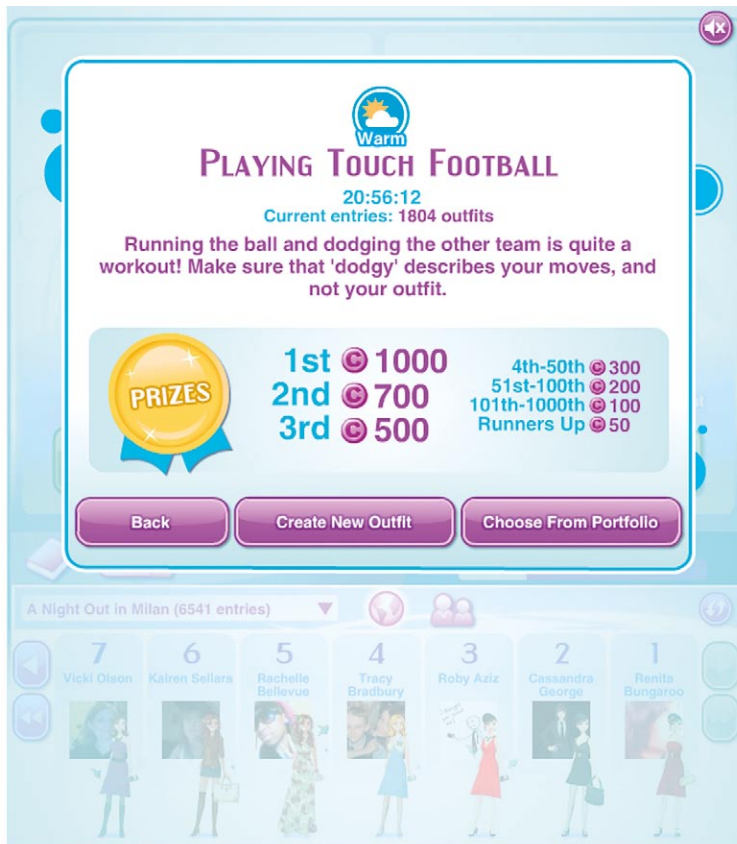 Warm
PLAYING TOUCH FOOTBALL
20:56:12
Current entries: 1804 outfits
Running the ball and dodging the other team is quite a
workout! Make sure that 'dodgy' describes your moves, and
not your outfit.
PRIZES
1st C 1000
2nd C 700
3rd C 500
4th-50th C 300
51st-100th C 200
101th-1000th C 100
Runners Up C 50
Back
Create New Outfit
Choose From Portfolio
A Night Out in Milan (6541 entries)
7
Vicki Olson
6
Kairen Sellars
5
Rachelle
Bellevue
4
Tracy
Bradbury
3
Roby Aziz
2
Cassandra
George
1
Renita
Bungaroo